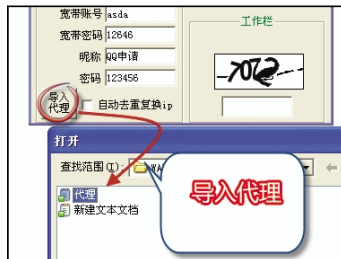 宽带账号 asda
工作栏
宽带密码 12646
昵称 QQ申请
密码 123456
导入
代理
自动去重复换ip
打开
查找范围(I):
代理
新建文本文档
导入代理